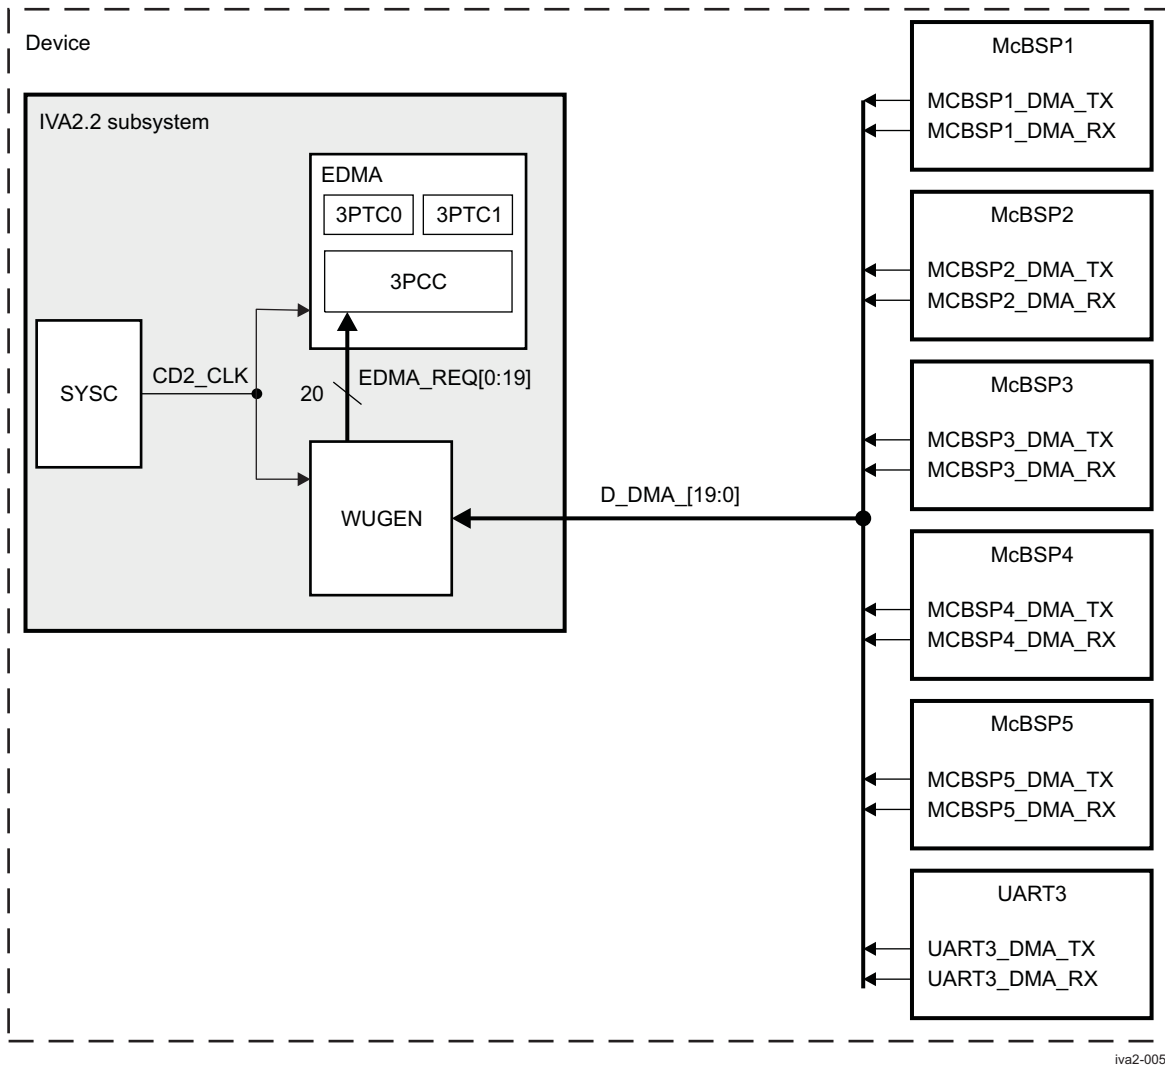 Device
IVA2.2 subsystem
EDMA
3PTC0
3PTC1
3PCC
SYSC
CD2_CLK
20
EDMA_REQ[0:19]
WUGEN
D_DMA_[19:0]
McBSP1
MCBSP1_DMA_TX
MCBSP1_DMA_RX
McBSP2
MCBSP2_DMA_TX
MCBSP2_DMA_RX
McBSP3
MCBSP3_DMA_TX
MCBSP3_DMA_RX
McBSP4
MCBSP4_DMA_TX
MCBSP4_DMA_RX
McBSP5
MCBSP5_DMA_TX
MCBSP5_DMA_RX
UART3
UART3_DMA_TX
UART3_DMA_RX
iva2-005